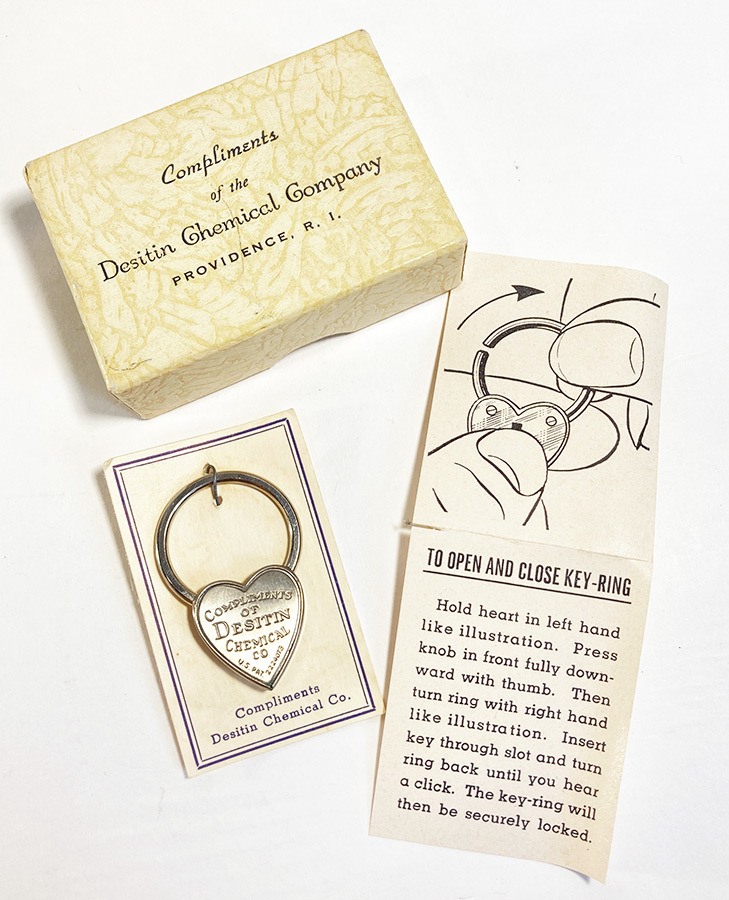 Compliments
of the
Desitin Chemical Company
PROVIDENCE, R. I.
COMPLIMENTS
OF
DESITIN
CHEMICAL
CO
U.S. PAT.
Compliments
Desitin Chemical Co.
TO OPEN AND CLOSE KEY-RING
Hold heart in left hand
like illustration. Press
knob in front fully down-
ward with thumb. Then
turn ring with right hand
like illustration. Insert
key through slot and turn
ring back until you hear
a click. The key-ring will
then be securely locked.